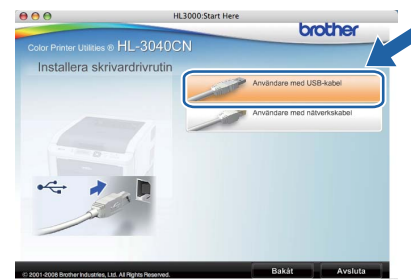 HL3000:Start Here
brother
Color Printer Utilities ® HL-3040CN
Installera skrivardrivrutin
Användare med USB-kabel
Användare med nätverkskabel
© 2001-2008 Brother Industries, Ltd. All Rights Reserved.
Bakåt
Avsluta